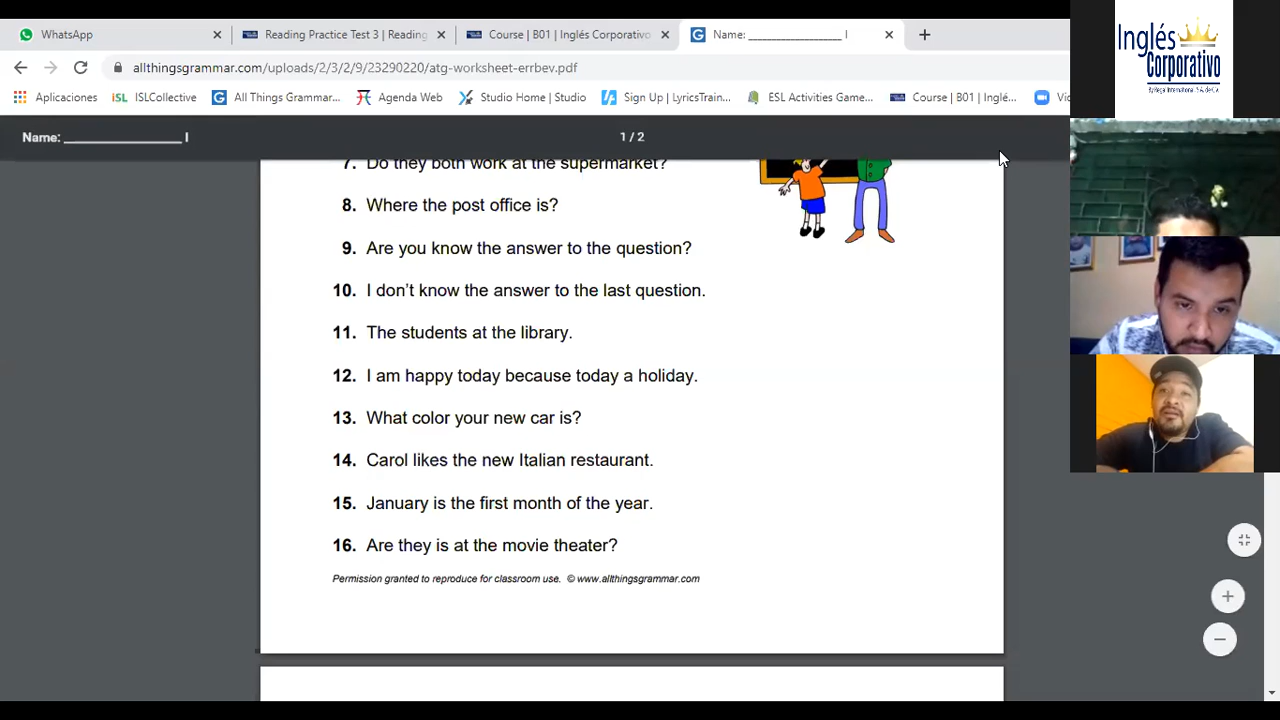 WhatsApp
Reading Practice Test 3 | Reading
Course | B01 | Inglés Corporativo
Name: ____________________ I
allthingsgrammar.com/uploads/2/3/2/9/23290220/atg-worksheet-errbev.pdf
Aplicaciones
iSL ISLCollective
All Things Grammar...
Agenda Web
Studio Home | Studio
Sign Up | LyricsTrain...
ESL Activities Game...
Course | B01 | Inglé...
Inglés
Corporativo
Name: ________________ I
1 / 2
7. Do they both work at the supermarket?
8. Where the post office is?
9. Are you know the answer to the question?
10. I don't know the answer to the last question.
11. The students at the library.
12. I am happy today because today a holiday.
13. What color your new car is?
14. Carol likes the new Italian restaurant.
15. January is the first month of the year.
16. Are they is at the movie theater?
Permission granted to reproduce for classroom use. © www.allthingsgrammar.com